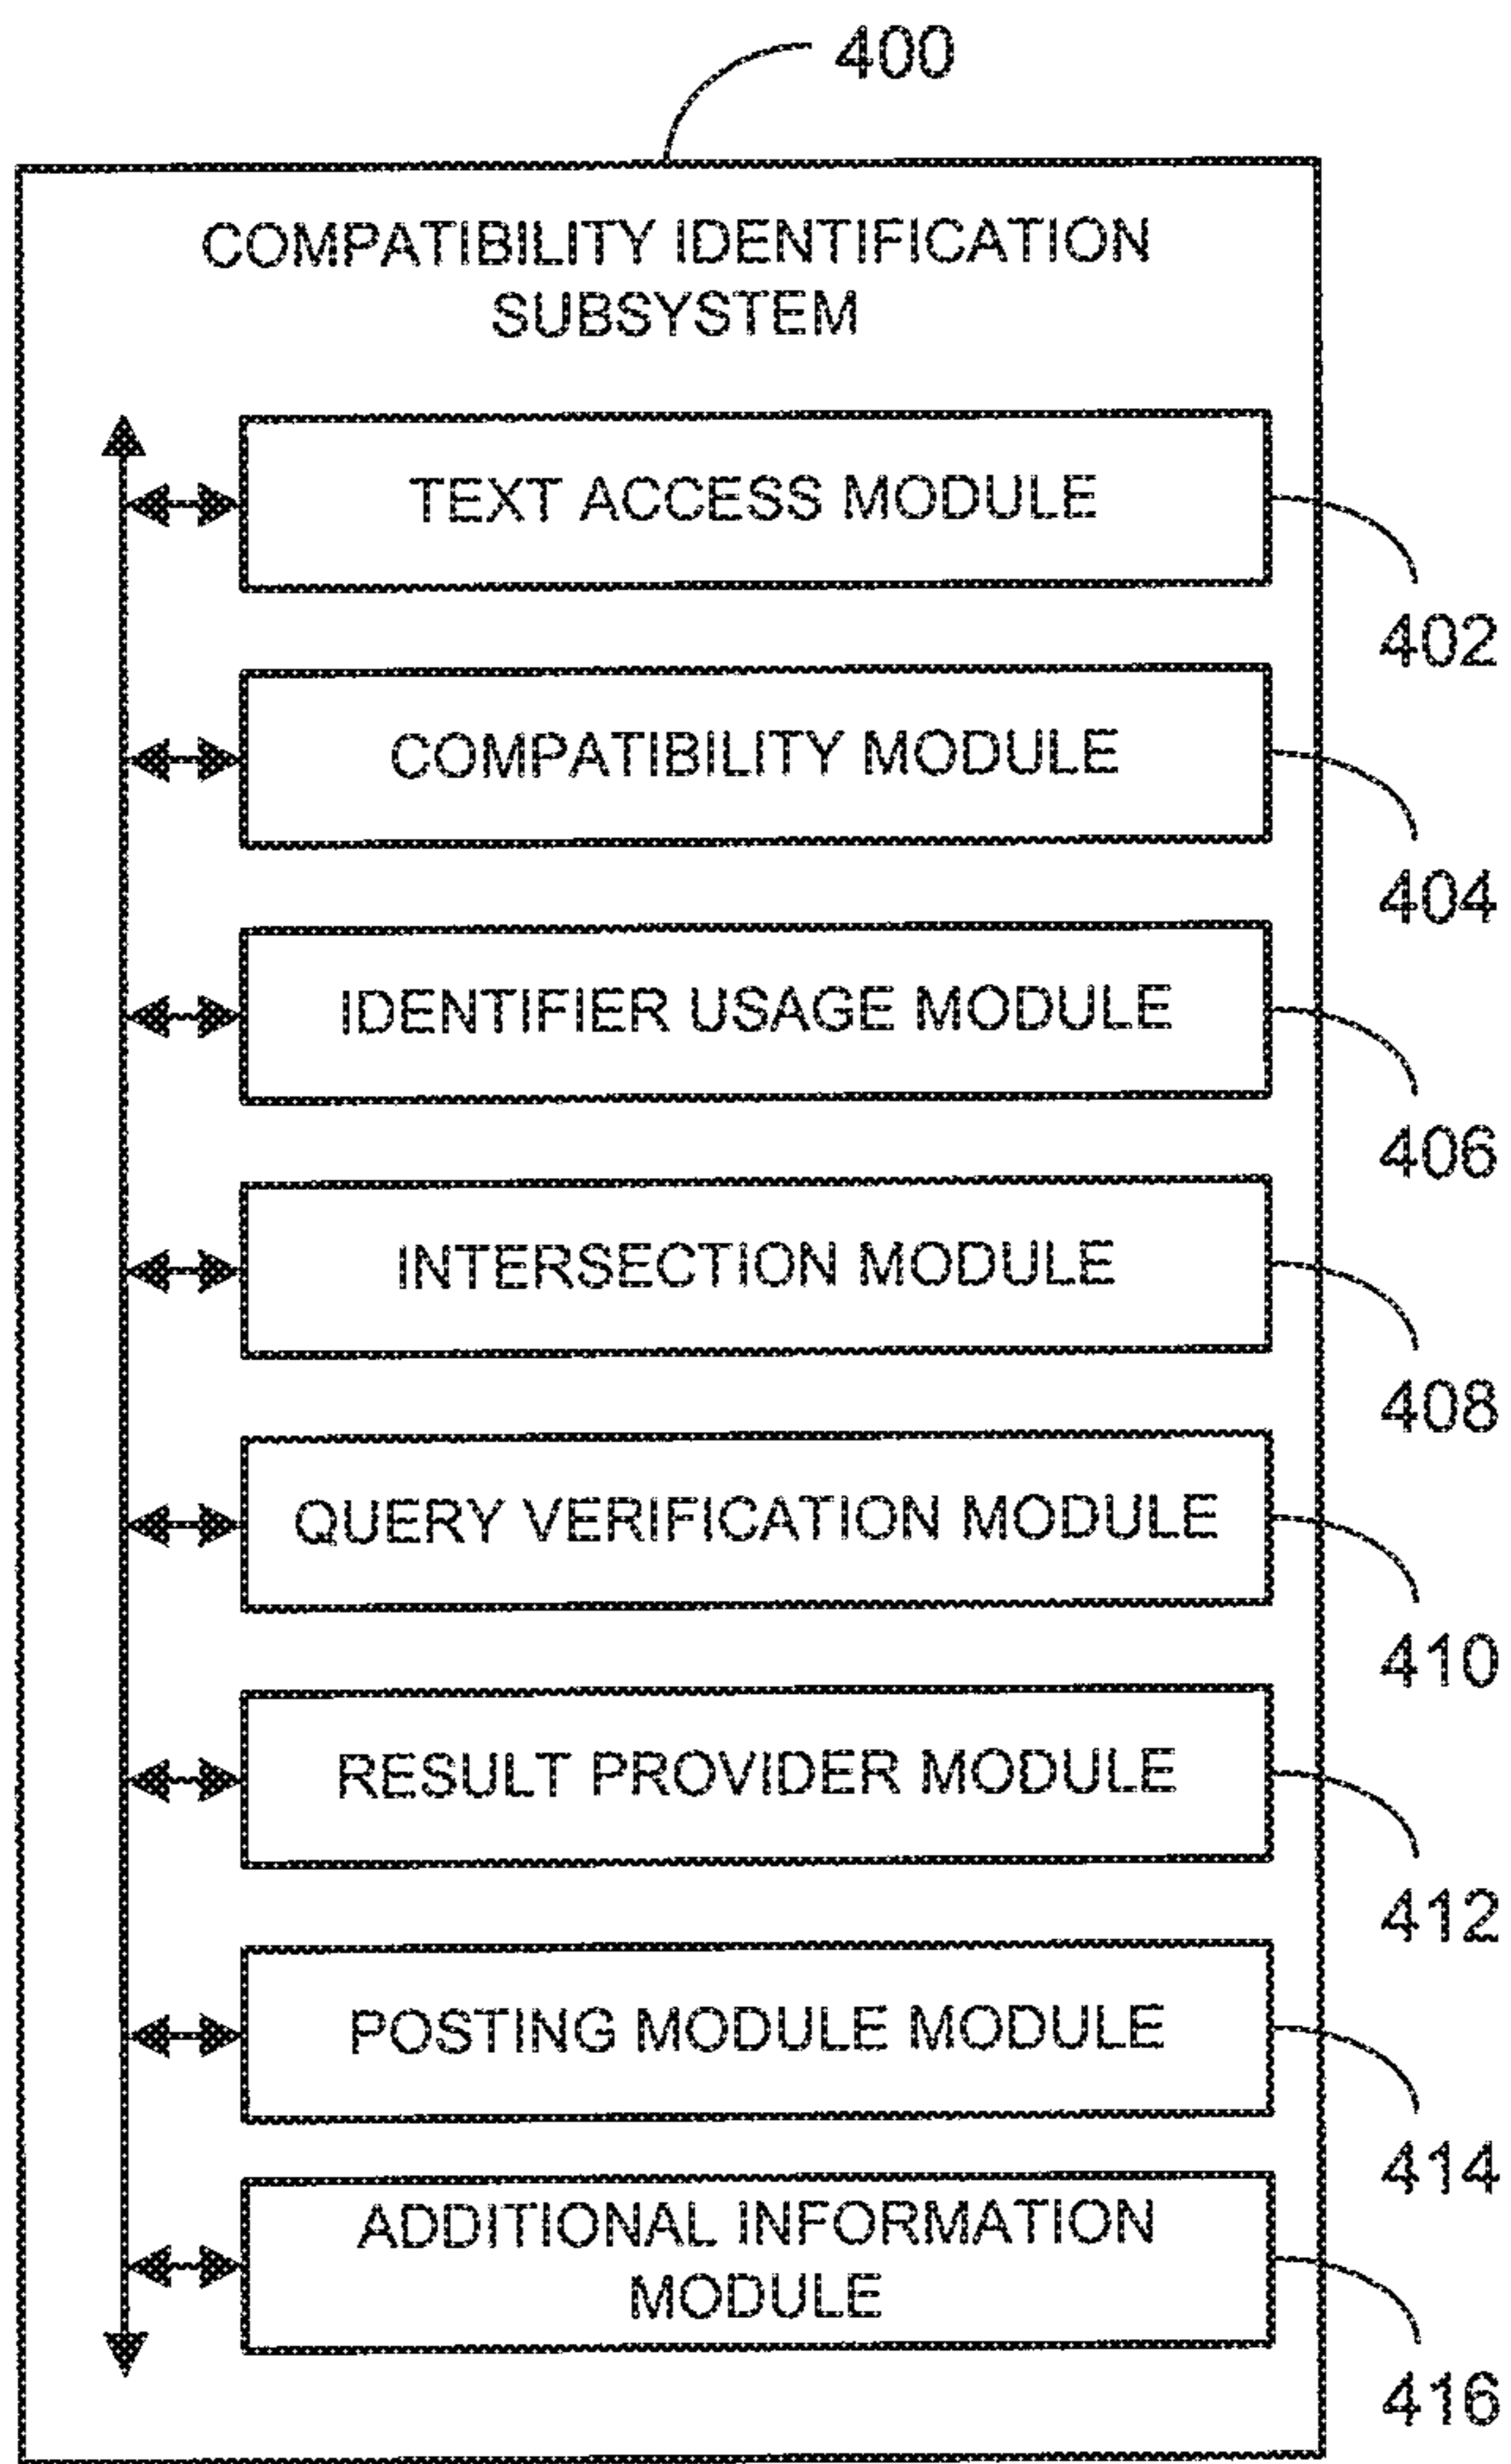 400
COMPATIBILITY IDENTIFICATION
SUBSYSTEM
TEXT ACCESS MODULE
402
COMPATIBILITY MODULE
404
IDENTIFIER USAGE MODULE
406
INTERSECTION MODULE
408
QUERY VERIFICATION MODULE
410
RESULT PROVIDER MODULE
412
POSTING MODULE MODULE
414
ADDITIONAL INFORMATION
MODULE
416